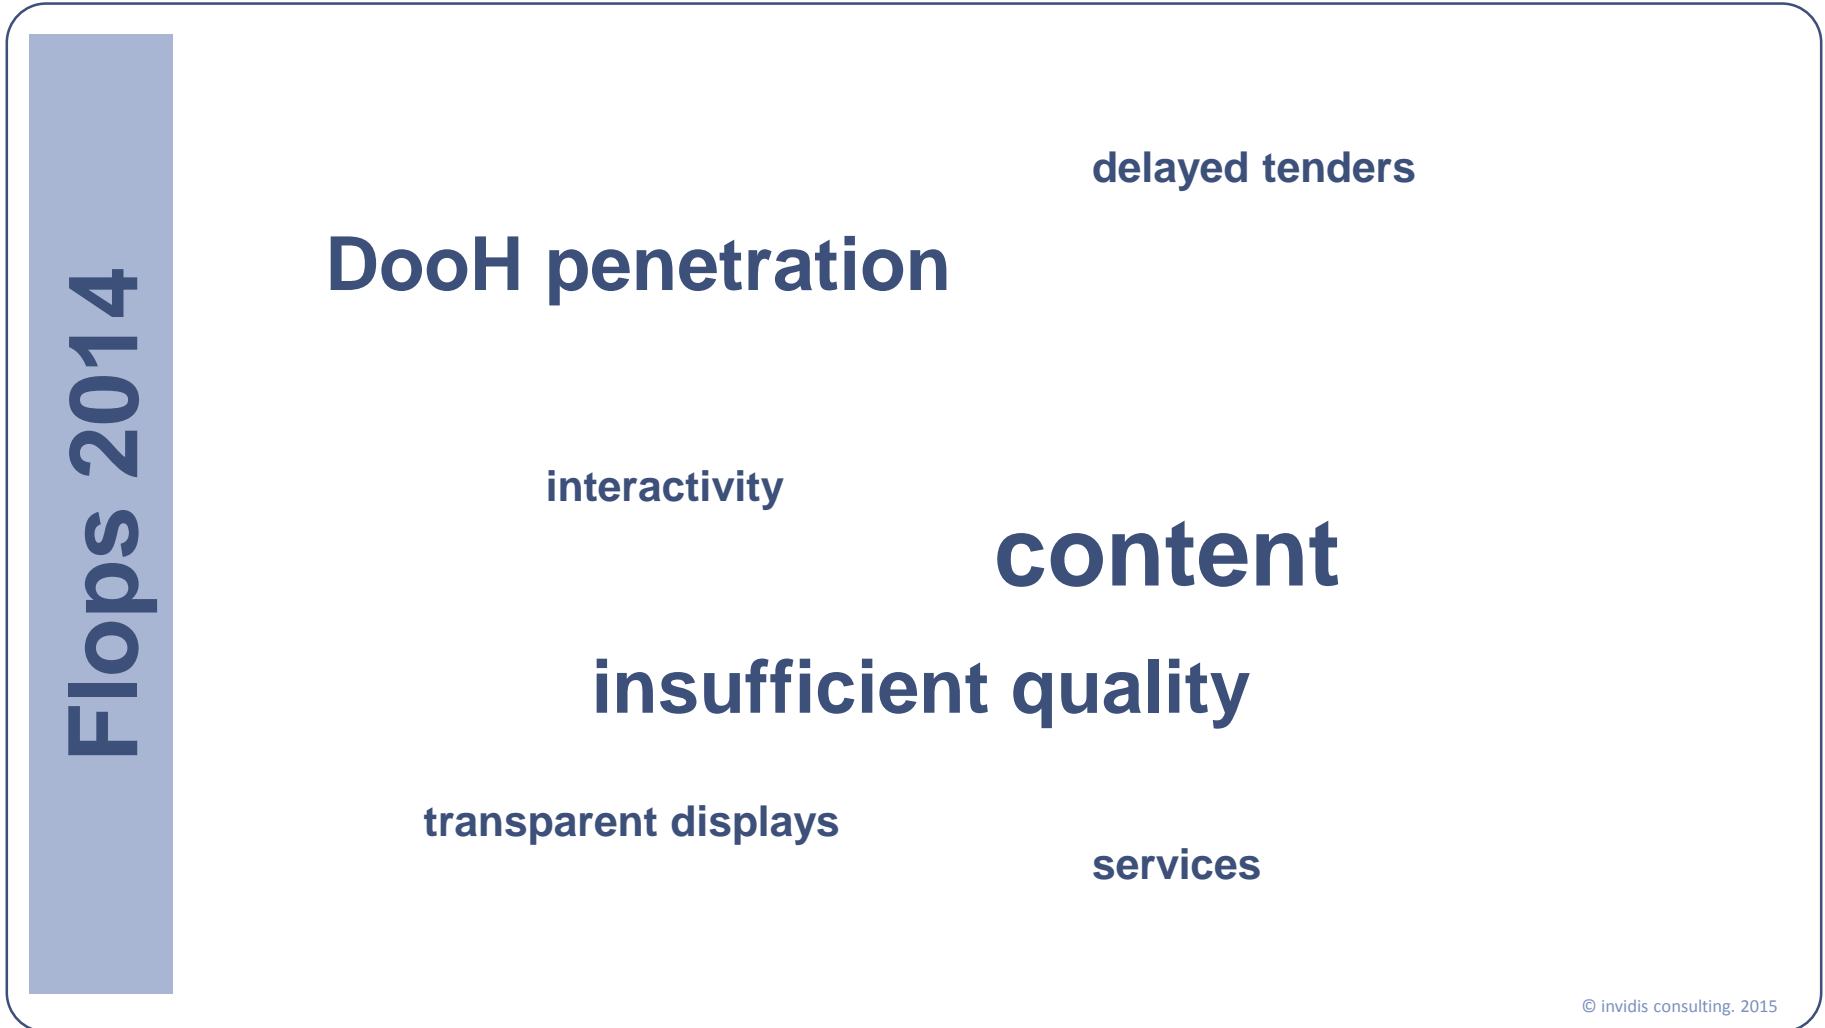 Flops 2014
delayed tenders
DooH penetration
interactivity
content
insufficient quality
transparent displays
services
© invidis consulting. 2015